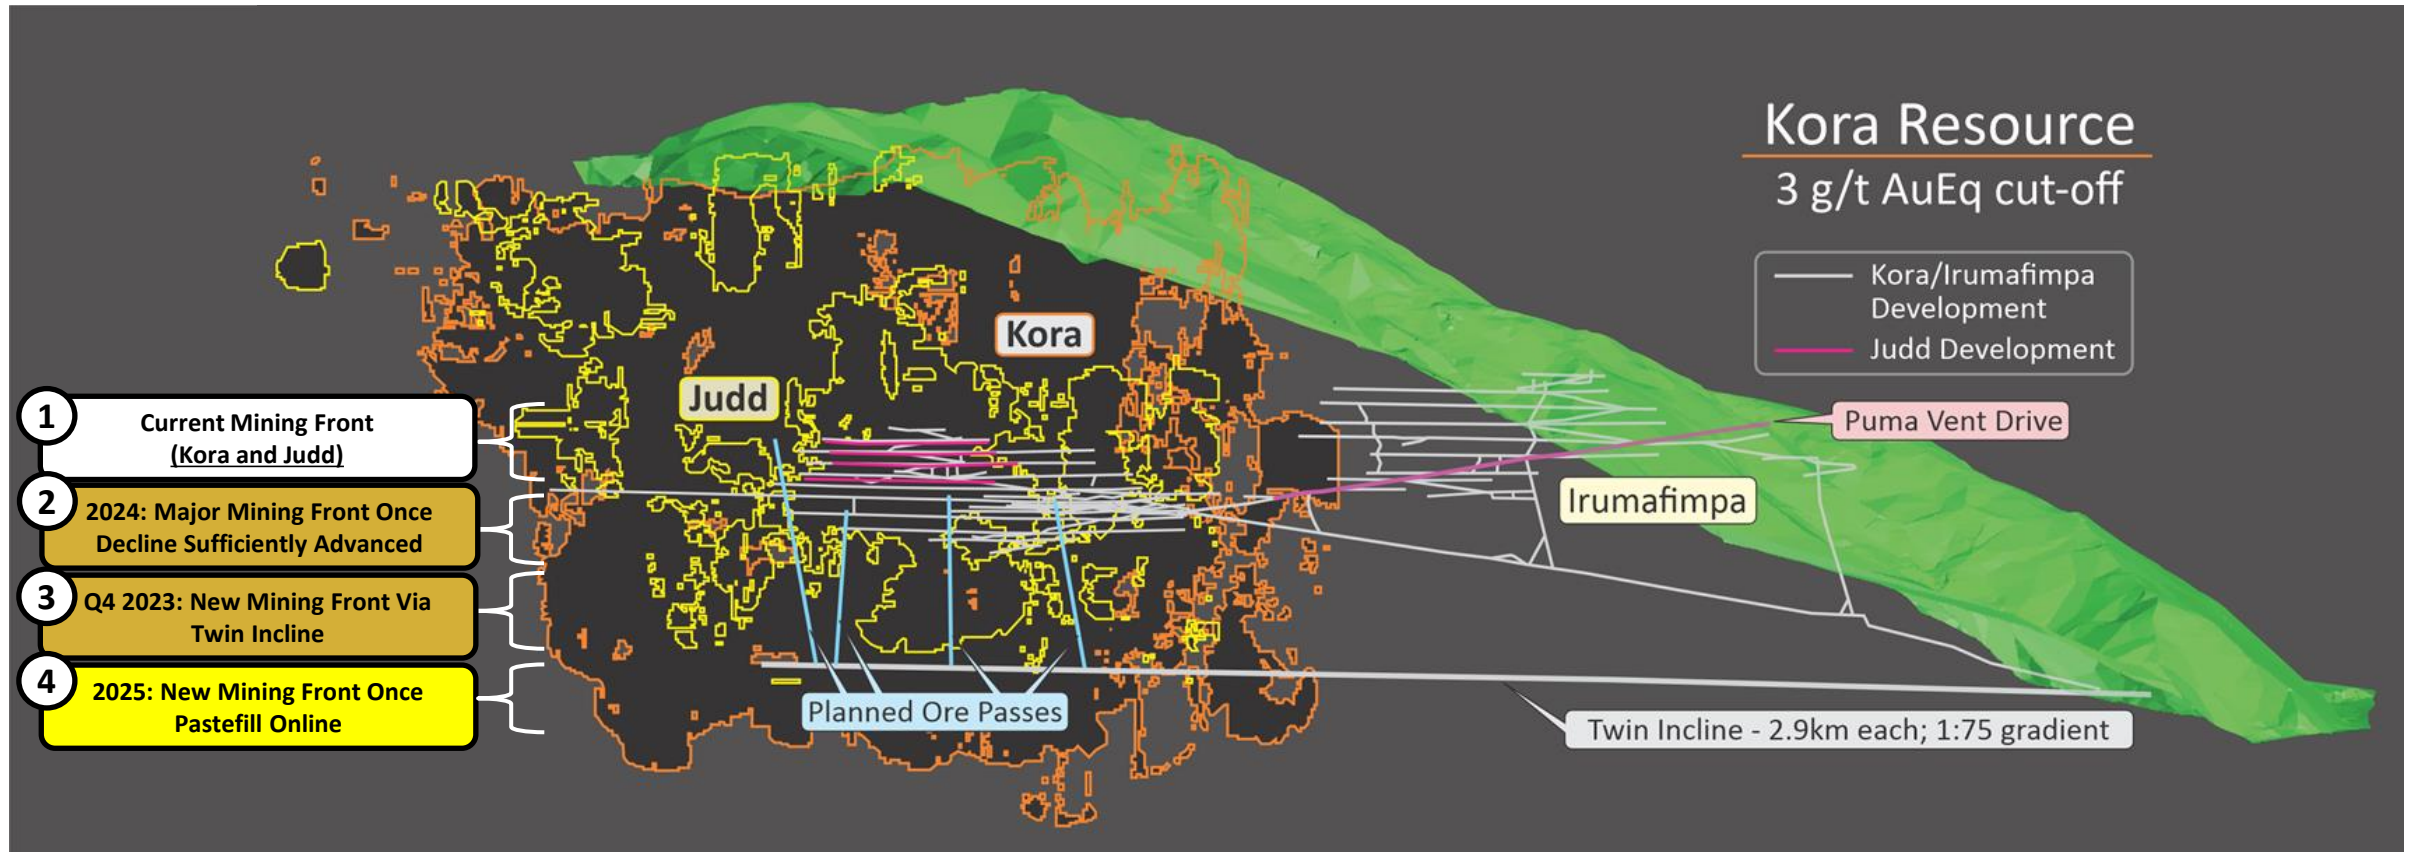 Kora Resource
3 g/t AuEq cut-off
Kora/Irumafimpa
Development
Judd Development
Kora
Judd
1
Current Mining Front
(Kora and Judd)
2
2024: Major Mining Front Once
Decline Sufficiently Advanced
3
Q4 2023: New Mining Front Via
Twin Incline
4
2025: New Mining Front Once
Pastefill Online
Puma Vent Drive
Irumafimpa
Planned Ore Passes
Twin Incline - 2.9km each; 1:75 gradient